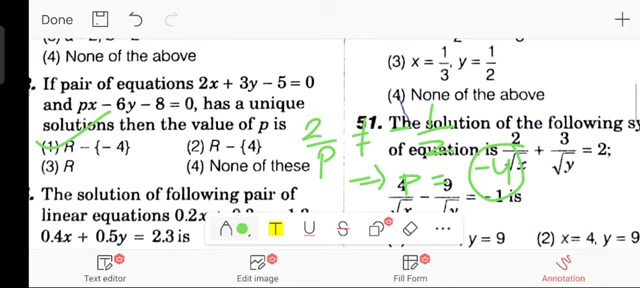 Done
(4) None of the above
If pair of equations 2x + 3y − 5 = 0
and px − 6y − 8 = 0, has a unique
solutions then the value of p is
(1) R − {− 4} (2) R − {4}
(3) R (4) None of these
The solution of following pair of
linear equations 0.2x
0.4x + 0.5y = 2.3 is
(3) x = 1/3, y = 1/2
(4) None of the above
51. The solution of the following sy
of equation is 2/√x + 3/√y = 2;
4/√x − 9/√y = −1 is
y = 9 (2) x = 4, y = 9
2/p ≠
⇒ p = −4
A T U S
Text editor
Edit image
Fill Form
Annotation